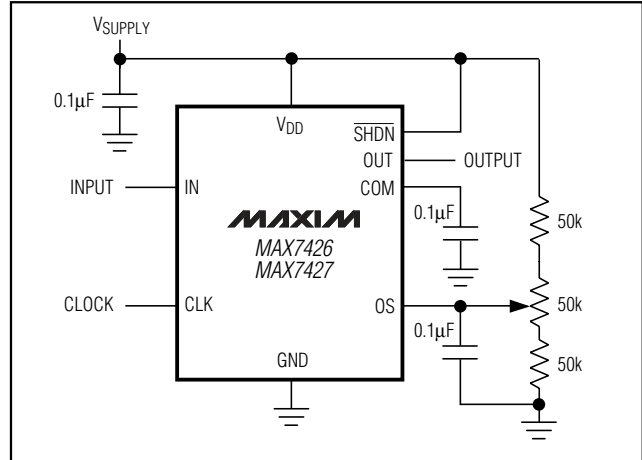 VSUPPLY
0.1μF
VDD
SHDN
OUT
OUTPUT
INPUT
IN
COM
MAXIM
0.1μF
50k
MAX7426
MAX7427
CLOCK
CLK
OS
50k
0.1μF
GND
50k